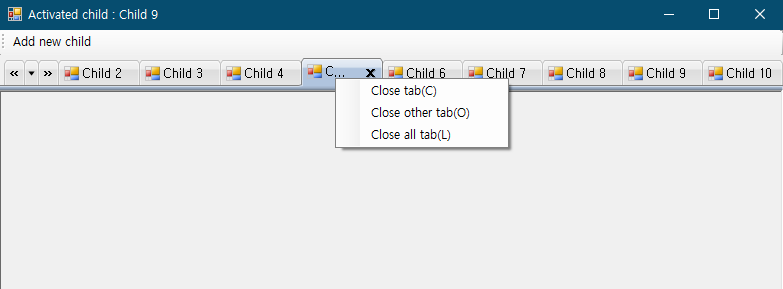 Activated child : Child 9
Add new child
Child 2 Child 3 Child 4 C... Child 6 Child 7 Child 8 Child 9 Child 10
Close tab(C)
Close other tab(O)
Close all tab(L)